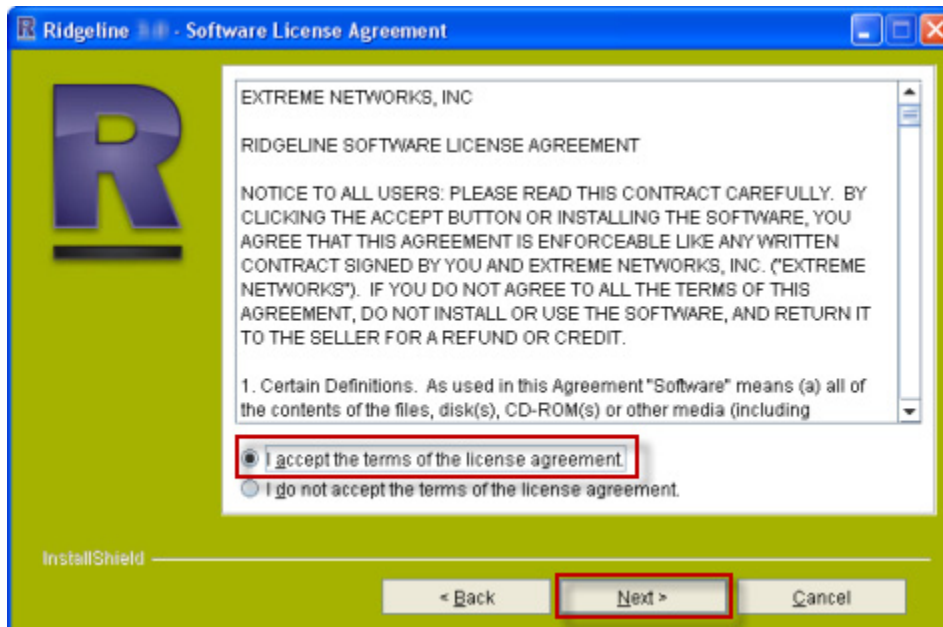 Ridgeline - Software License Agreement
R
EXTREME NETWORKS, INC
RIDGELINE SOFTWARE LICENSE AGREEMENT
NOTICE TO ALL USERS: PLEASE READ THIS CONTRACT CAREFULLY. BY
CLICKING THE ACCEPT BUTTON OR INSTALLING THE SOFTWARE, YOU
AGREE THAT THIS AGREEMENT IS ENFORCEABLE LIKE ANY WRITTEN
CONTRACT SIGNED BY YOU AND EXTREME NETWORKS, INC. ("EXTREME
NETWORKS"). IF YOU DO NOT AGREE TO ALL THE TERMS OF THIS
AGREEMENT, DO NOT INSTALL OR USE THE SOFTWARE, AND RETURN IT
TO THE SELLER FOR A REFUND OR CREDIT.
1. Certain Definitions. As used in this Agreement "Software" means (a) all of
the contents of the files, disk(s), CD-ROM(s) or other media (including
I accept the terms of the license agreement.
I do not accept the terms of the license agreement.
InstallShield
< Back
Next >
Cancel